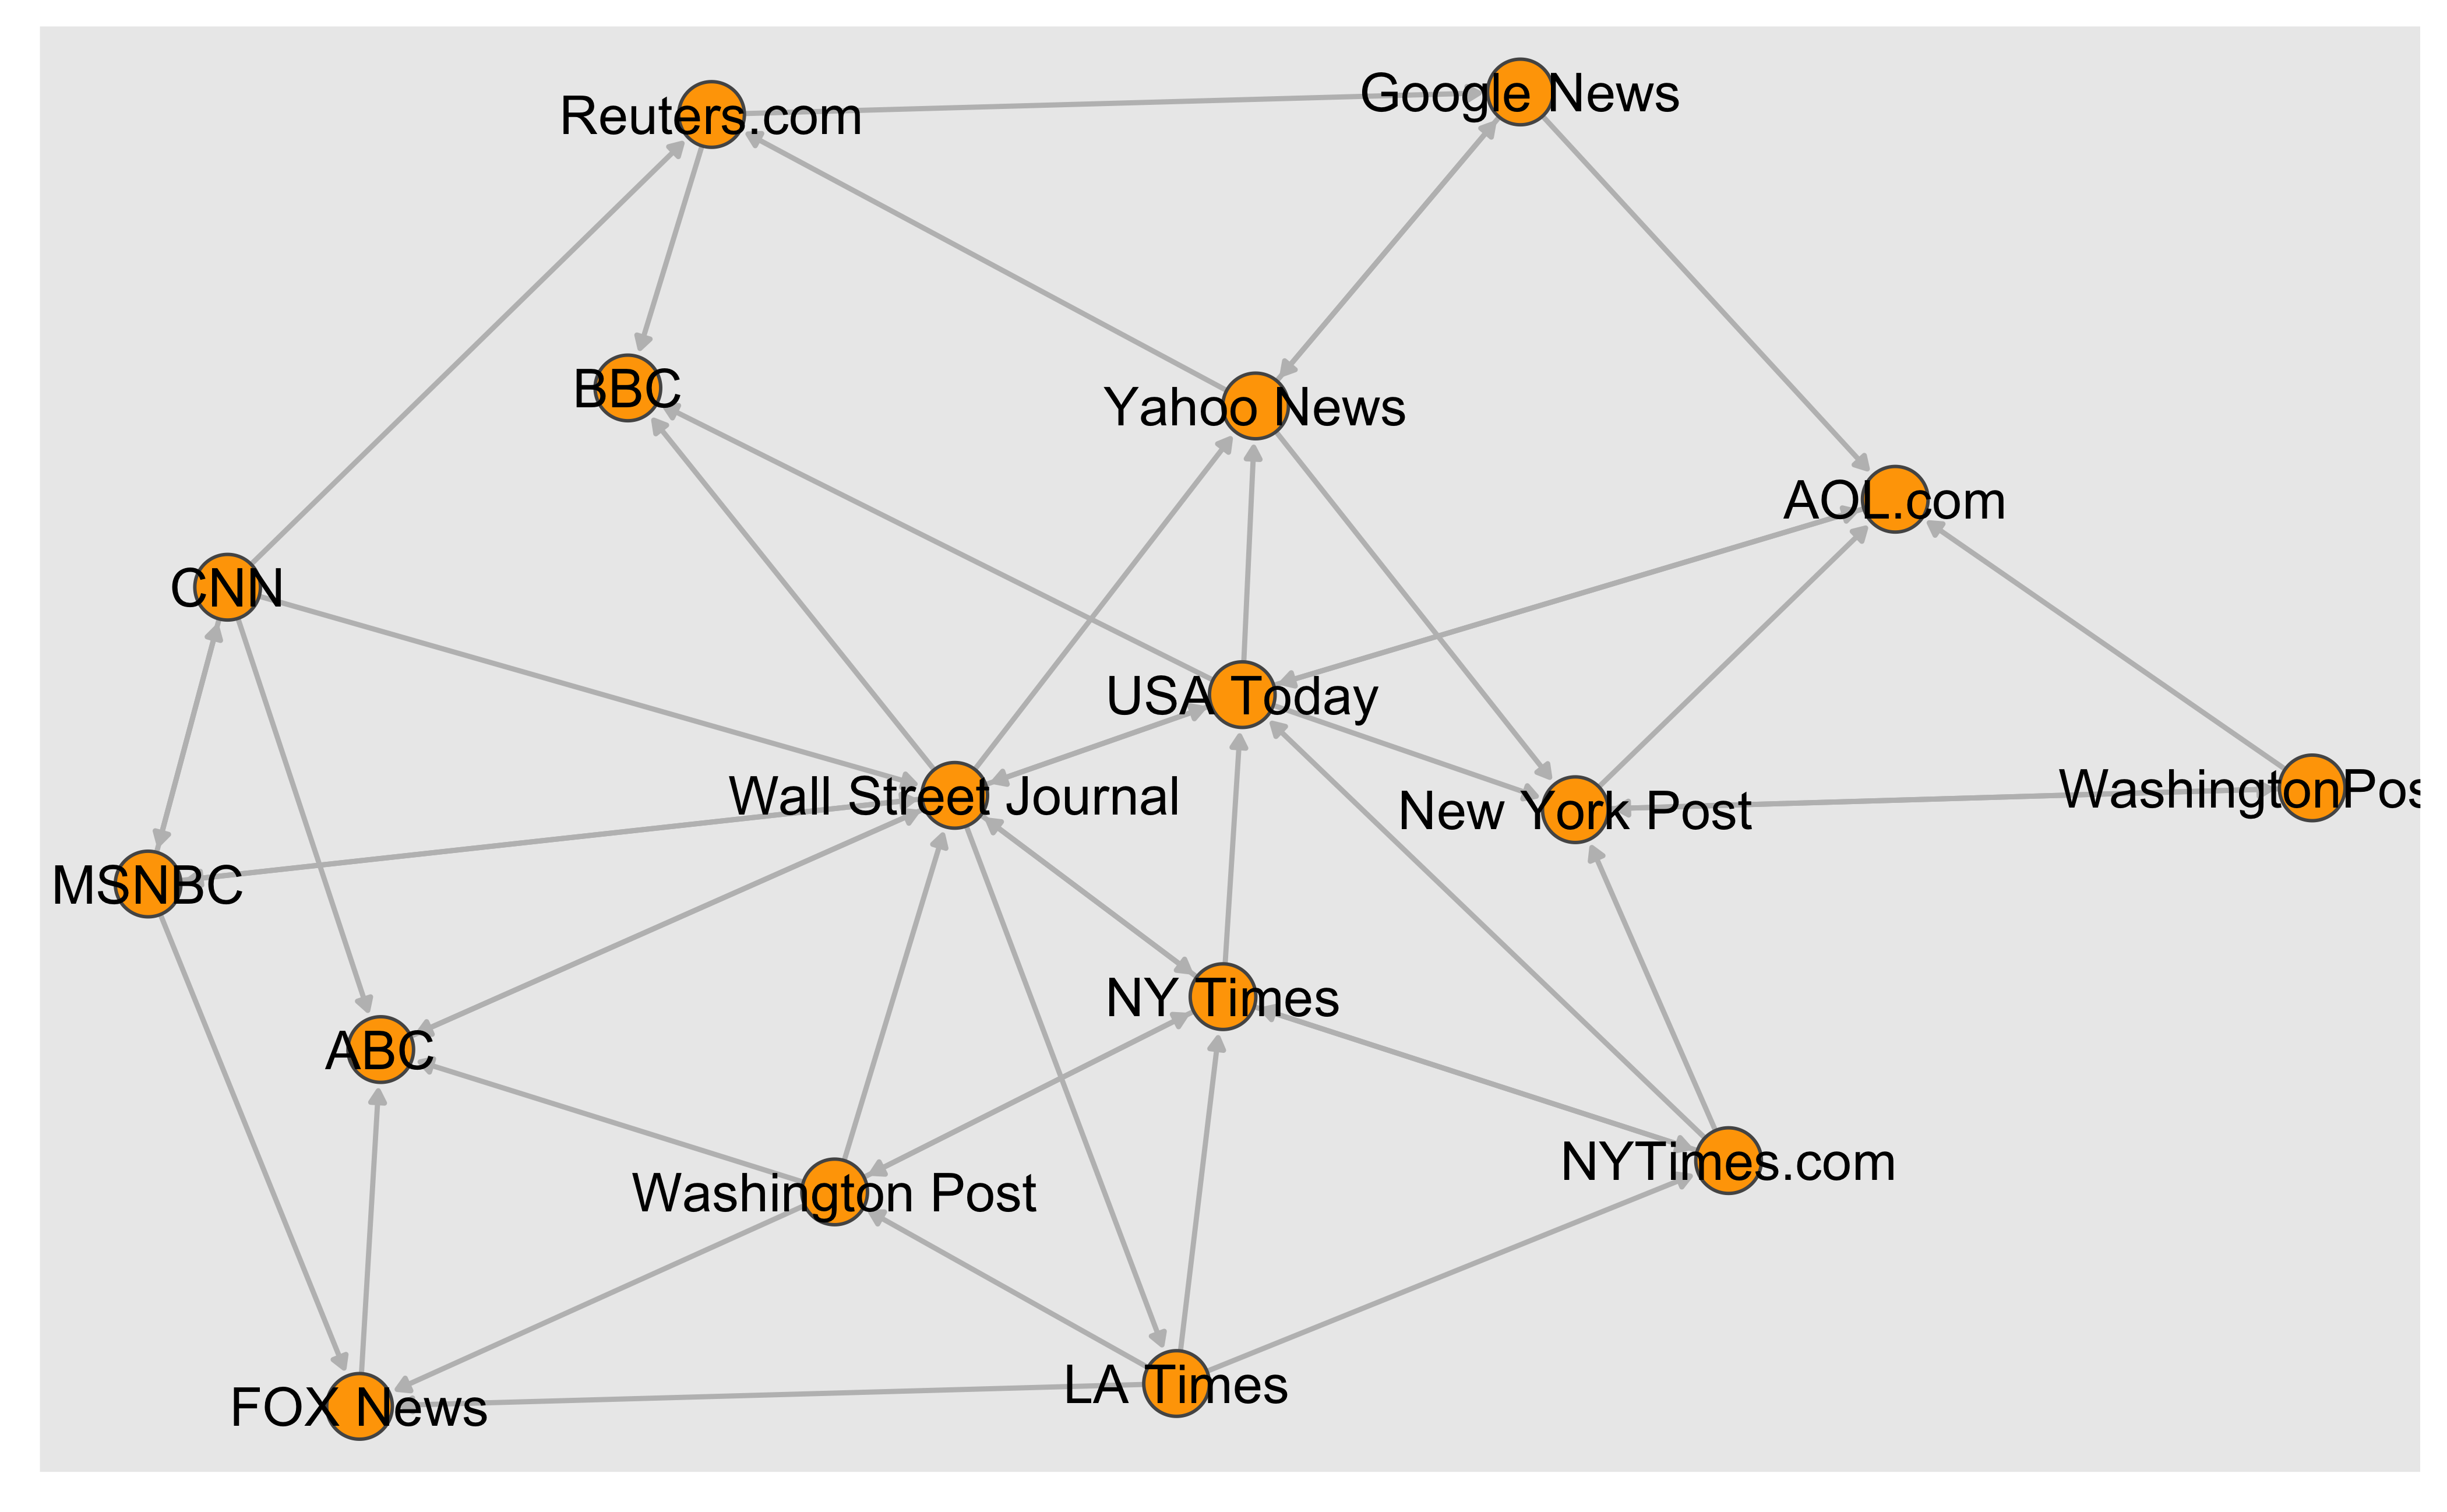 Reuters.com
Google News
BBC
Yahoo News
AOL.com
CNN
USA Today
Wall Street Journal
New York Post
WashingtonPos
MSNBC
NY Times
ABC
NYTimes.com
Washington Post
LA Times
FOX News